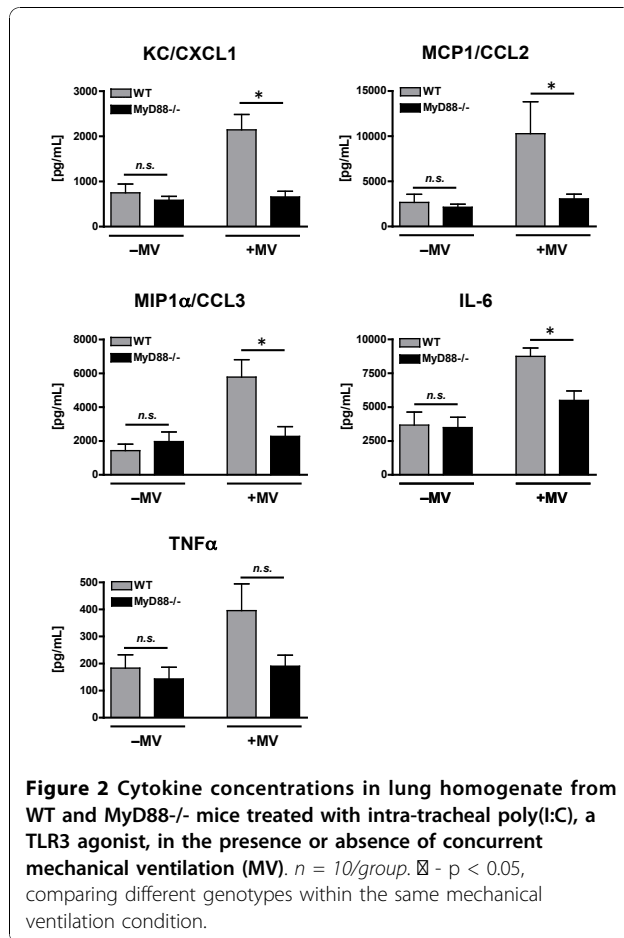 KC/CXCL1
WT
MyD88-/-
[pg/mL]
3000
2000
1000
0
n.s.
*
–MV
+MV
MCP1/CCL2
WT
MyD88-/-
[pg/mL]
15000
10000
5000
0
n.s.
*
–MV
+MV
MIP1α/CCL3
WT
MyD88-/-
[pg/mL]
8000
6000
4000
2000
0
n.s.
*
–MV
+MV
IL-6
WT
MyD88-/-
[pg/mL]
10000
7500
5000
2500
0
n.s.
*
–MV
+MV
TNFα
WT
MyD88-/-
[pg/mL]
500
400
300
200
100
0
n.s.
n.s.
–MV
+MV
Figure 2 Cytokine concentrations in lung homogenate from
WT and MyD88-/- mice treated with intra-tracheal poly(I:C), a
TLR3 agonist, in the presence or absence of concurrent
mechanical ventilation (MV). n = 10/group. - p < 0.05,
comparing different genotypes within the same mechanical
ventilation condition.